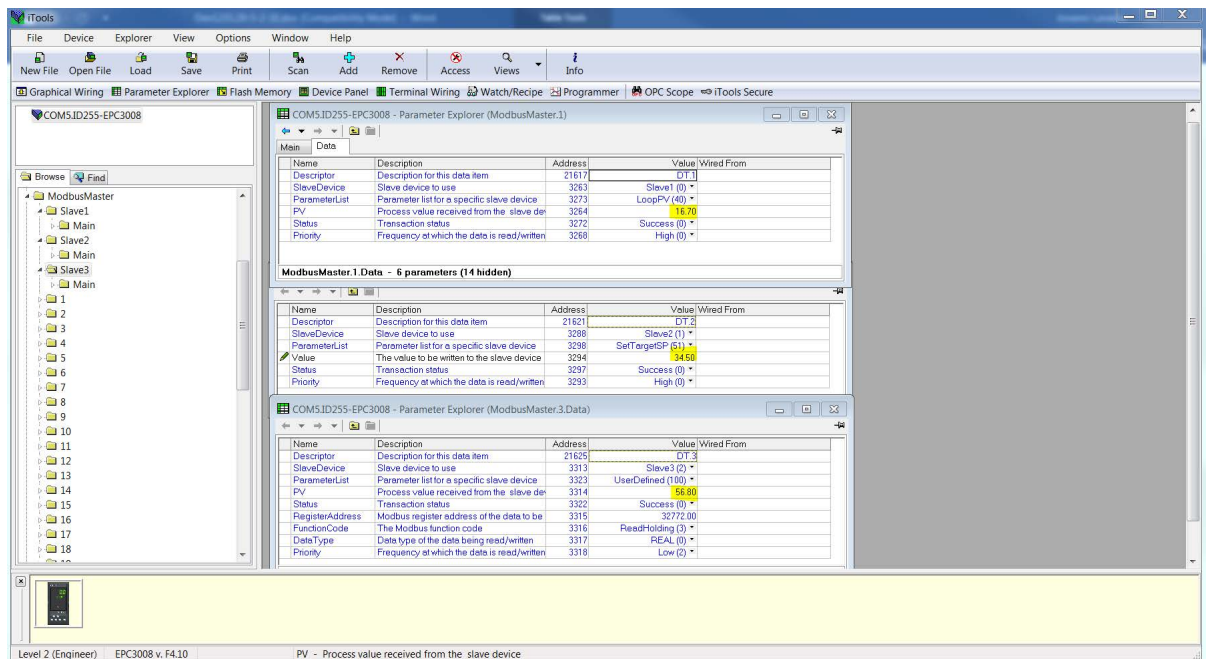 iTools
File Device Explorer View Options Window Help
New File Open File Load Save Print Scan Add Remove Access Views Info
Graphical Wiring Parameter Explorer Flash Memory Device Panel Terminal Wiring Watch/Recipe Programmer OPC Scope iTools Secure
COM5.ID255-EPC3008
Browse Find
ModbusMaster
Slave1
Main
Slave2
Main
Slave3
Main
1
2
3
4
5
6
7
8
9
10
11
12
13
14
15
16
17
18
COM5.ID255-EPC3008 - Parameter Explorer (ModbusMaster.1)
Main Data
Name Description Address Value Wired From
Descriptor Description for this data item 21617 DT.1
SlaveDevice Slave device to use 3263 Slave1 (0)
ParameterList Parameter list for a specific slave device 3273 LoopPV (40)
PV Process value received from the slave dev 3264 16.70
Status Transaction status 3272 Success (0)
Priority Frequency at which the data is read/written 3268 High (0)
ModbusMaster.1.Data - 6 parameters (14 hidden)
Name Description Address Value Wired From
Descriptor Description for this data item 21621 DT.2
SlaveDevice Slave device to use 3288 Slave2 (1)
ParameterList Parameter list for a specific slave device 3298 SetTargetSP (51)
Value The value to be written to the slave device 3294 34.50
Status Transaction status 3297 Success (0)
Priority Frequency at which the data is read/written 3293 High (0)
COM5.ID255-EPC3008 - Parameter Explorer (ModbusMaster.3.Data)
Name Description Address Value Wired From
Descriptor Description for this data item 21625 DT.3
SlaveDevice Slave device to use 3313 Slave3 (2)
ParameterList Parameter list for a specific slave device 3323 UserDefined (100)
PV Process value received from the slave dev 3314 56.80
Status Transaction status 3322 Success (0)
RegisterAddress Modbus register address of the data to be 3315 32772.00
FunctionCode The Modbus function code 3316 ReadHolding (3)
DataType Data type of the data being read/written 3317 REAL (0)
Priority Frequency at which the data is read/written 3318 Low (2)
Level 2 (Engineer) EPC3008 v. F4.10 PV - Process value received from the slave device